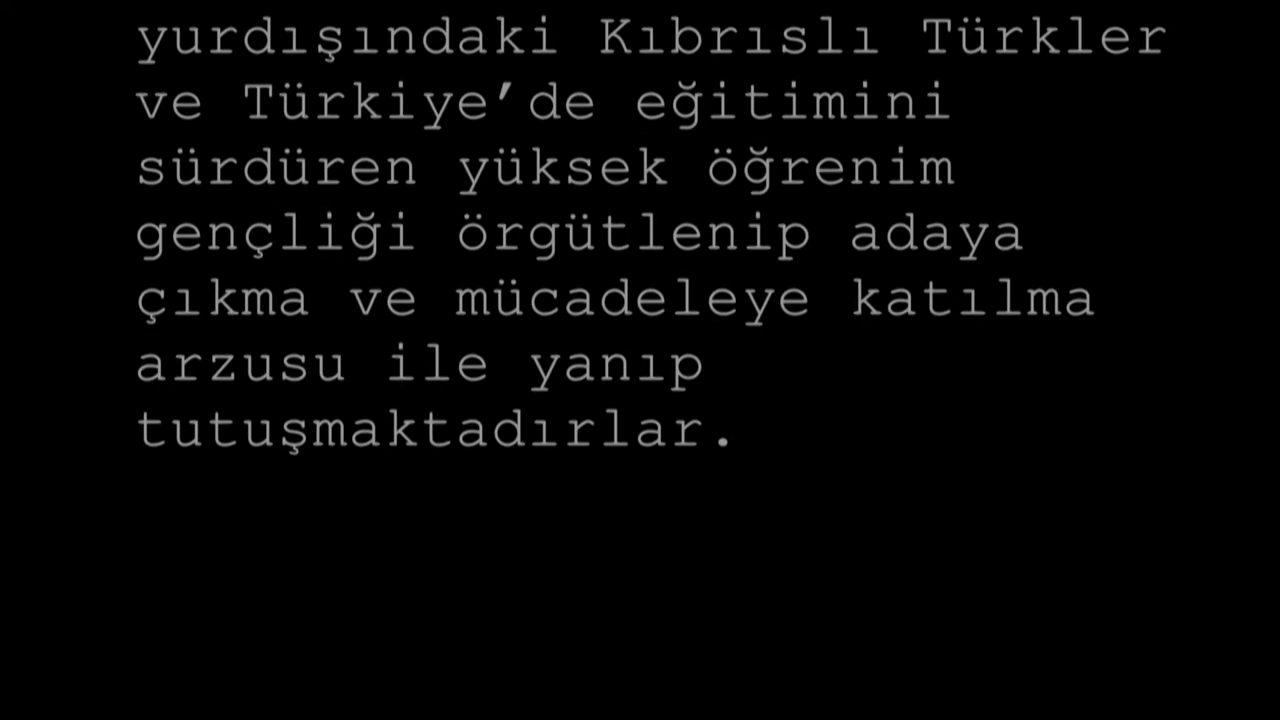 yurdışındaki Kıbrıslı Türkler
ve Türkiye’de eğitimini
sürdüren yüksek öğrenim
gençliği örgütlenip adaya
çıkma ve mücadeleye katılma
arzusu ile yanıp
tutuşmaktadırlar.